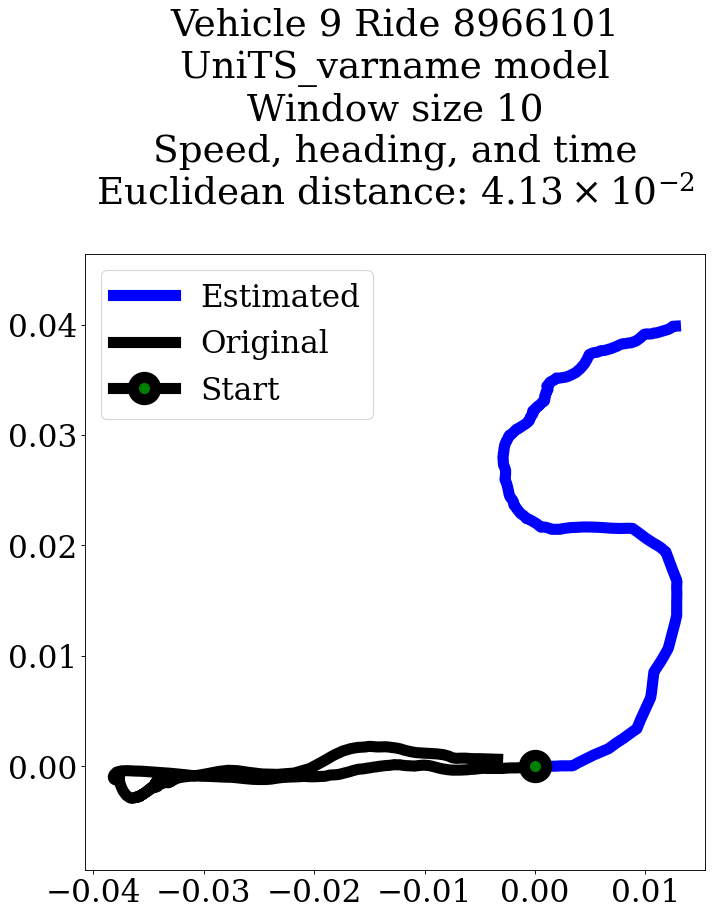 Vehicle 9 Ride 8966101
UniTS_varname model
Window size 10
Speed, heading, and time
Euclidean distance: 4.13 × 10⁻²
Estimated
Original
Start
0.04
0.03
0.02
0.01
0.00
−0.04 −0.03 −0.02 −0.01 0.00 0.01